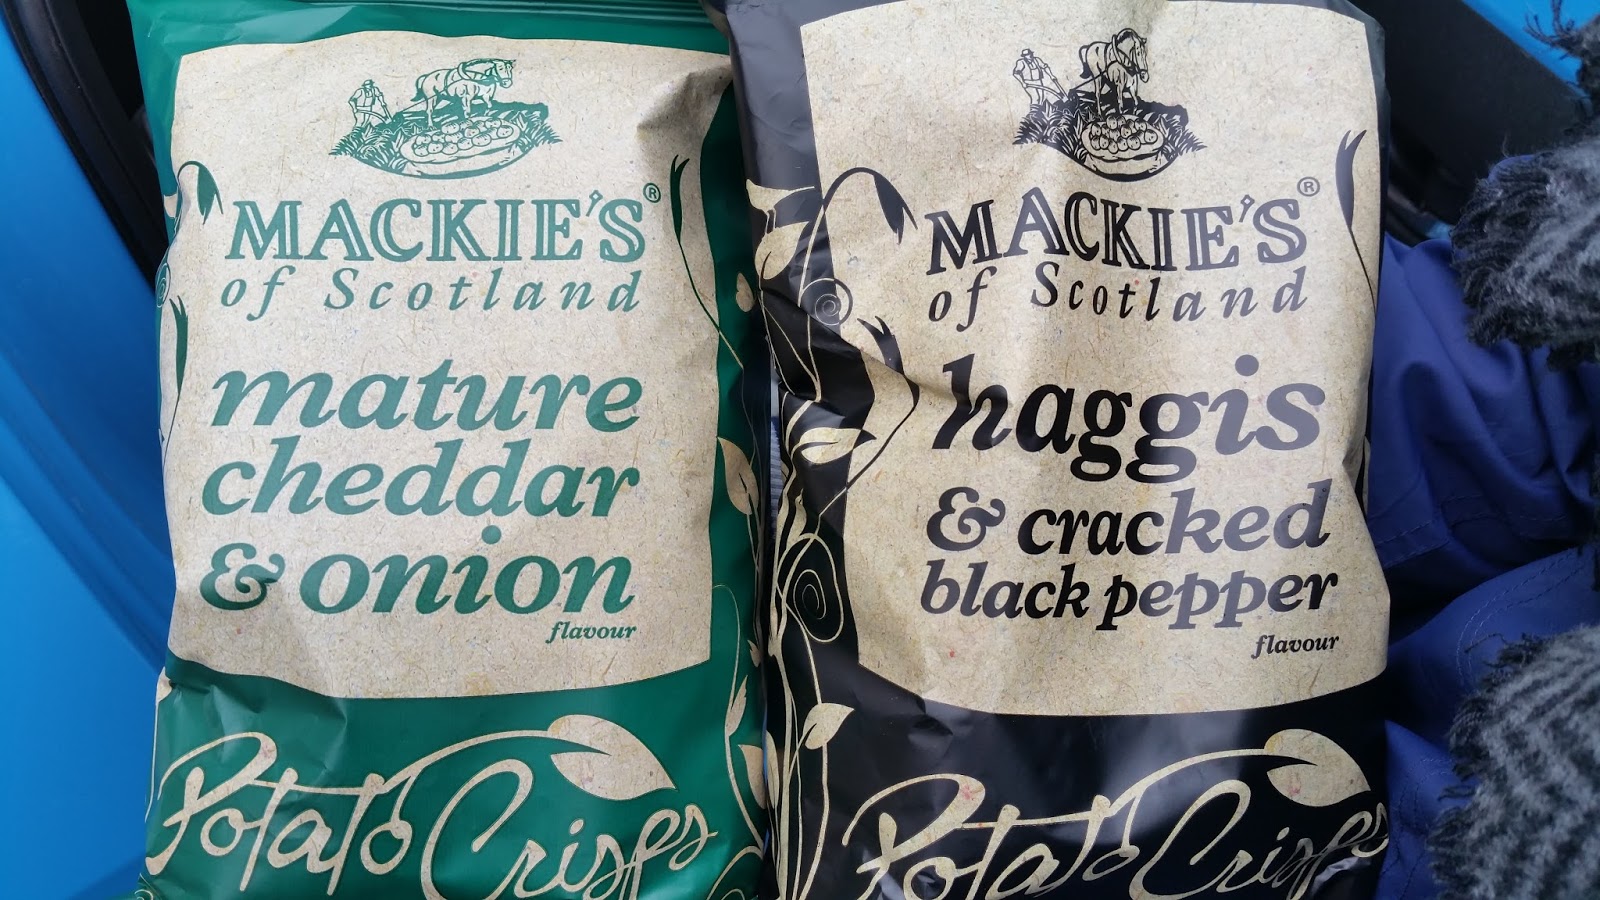 MACKIE'S®
of Scotland
mature
cheddar
& onion
flavour
Potato Crisps
MACKIE'S®
of Scotland
haggis
& cracked
black pepper
flavour
Potato Crisps